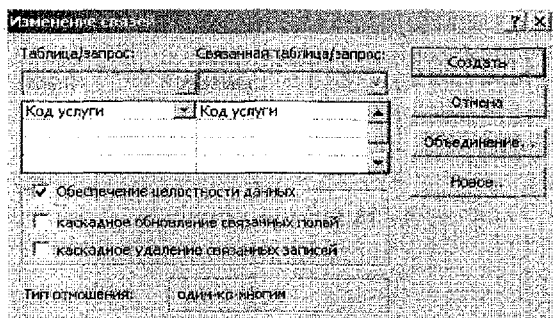 Изменение связей
Таблица/запрос: Связанная таблица/запрос:
Создать
Код услуги Код услуги
Отмена
Объединение...
Новое...
Обеспечение целостности данных
каскадное обновление связанных полей
каскадное удаление связанных записей
Тип отношения: один-ко-многим